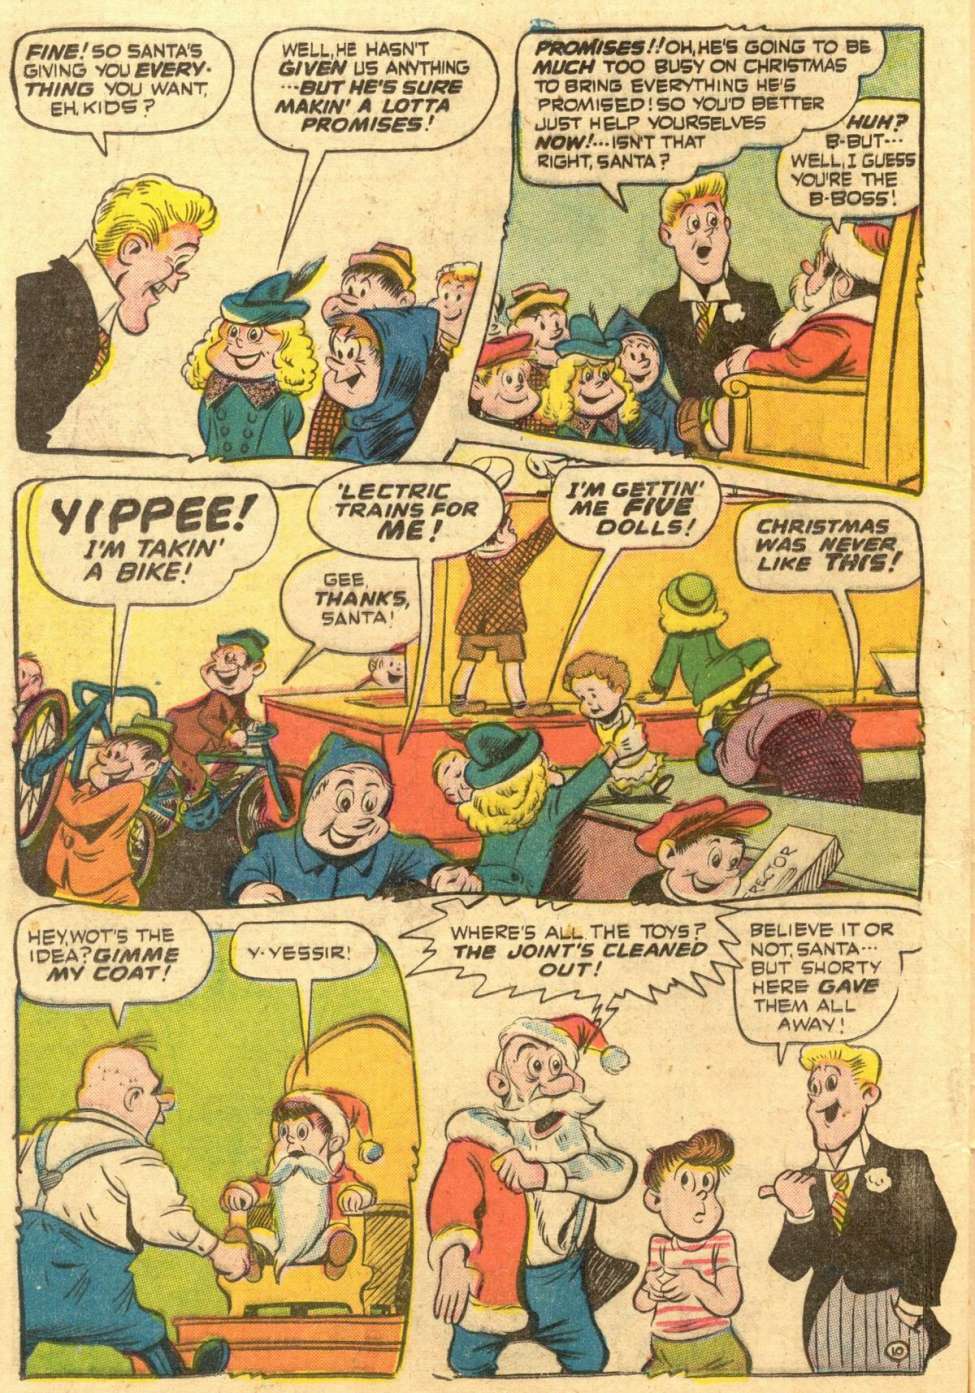 FINE! SO SANTA'S
GIVING YOU EVERY-
THING YOU WANT,
EH, KIDS?
WELL, HE HASN'T
GIVEN US ANYTHING
---BUT HE'S SURE
MAKIN' A LOTTA
PROMISES!
PROMISES!! OH, HE'S GOING TO BE
MUCH TOO BUSY ON CHRISTMAS
TO BRING EVERYTHING HE'S
PROMISED! SO YOU'D BETTER
JUST HELP YOURSELVES
NOW!--- ISN'T THAT
RIGHT, SANTA?
HUH?
B-BUT---
WELL, I GUESS
YOU'RE THE
B-BOSS!
YIPPEE!
I'M TAKIN'
A BIKE!
GEE,
THANKS,
SANTA!
'LECTRIC
TRAINS FOR
ME!
I'M GETTIN'
ME FIVE
DOLLS!
CHRISTMAS
WAS NEVER
LIKE THIS!
ERECTOR
HEY, WOT'S THE
IDEA? GIMME
MY COAT!
Y-YESSIR!
WHERE'S ALL THE TOYS?
THE JOINT'S CLEANED
OUT!
BELIEVE IT OR
NOT, SANTA---
BUT SHORTY
HERE GAVE
THEM ALL
AWAY!
10